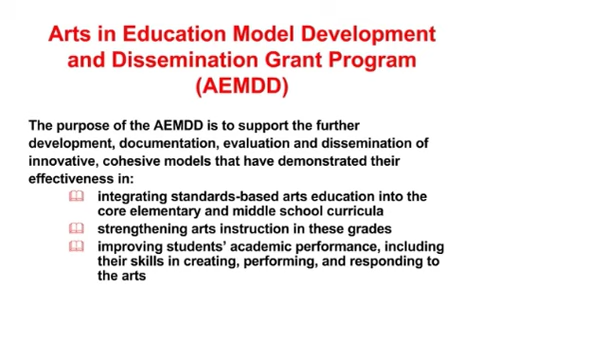 Arts in Education Model Development
and Dissemination Grant Program
(AEMDD)
The purpose of the AEMDD is to support the further
development, documentation, evaluation and dissemination of
innovative, cohesive models that have demonstrated their
effectiveness in:
integrating standards-based arts education into the
core elementary and middle school curricula
strengthening arts instruction in these grades
improving students’ academic performance, including
their skills in creating, performing, and responding to
the arts